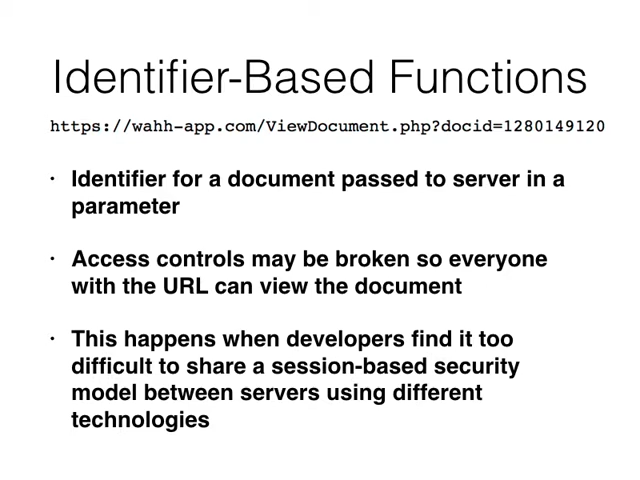 Identifier-Based Functions
https://wahh-app.com/ViewDocument.php?docid=1280149120
• Identifier for a document passed to server in a
parameter
• Access controls may be broken so everyone
with the URL can view the document
• This happens when developers find it too
difficult to share a session-based security
model between servers using different
technologies